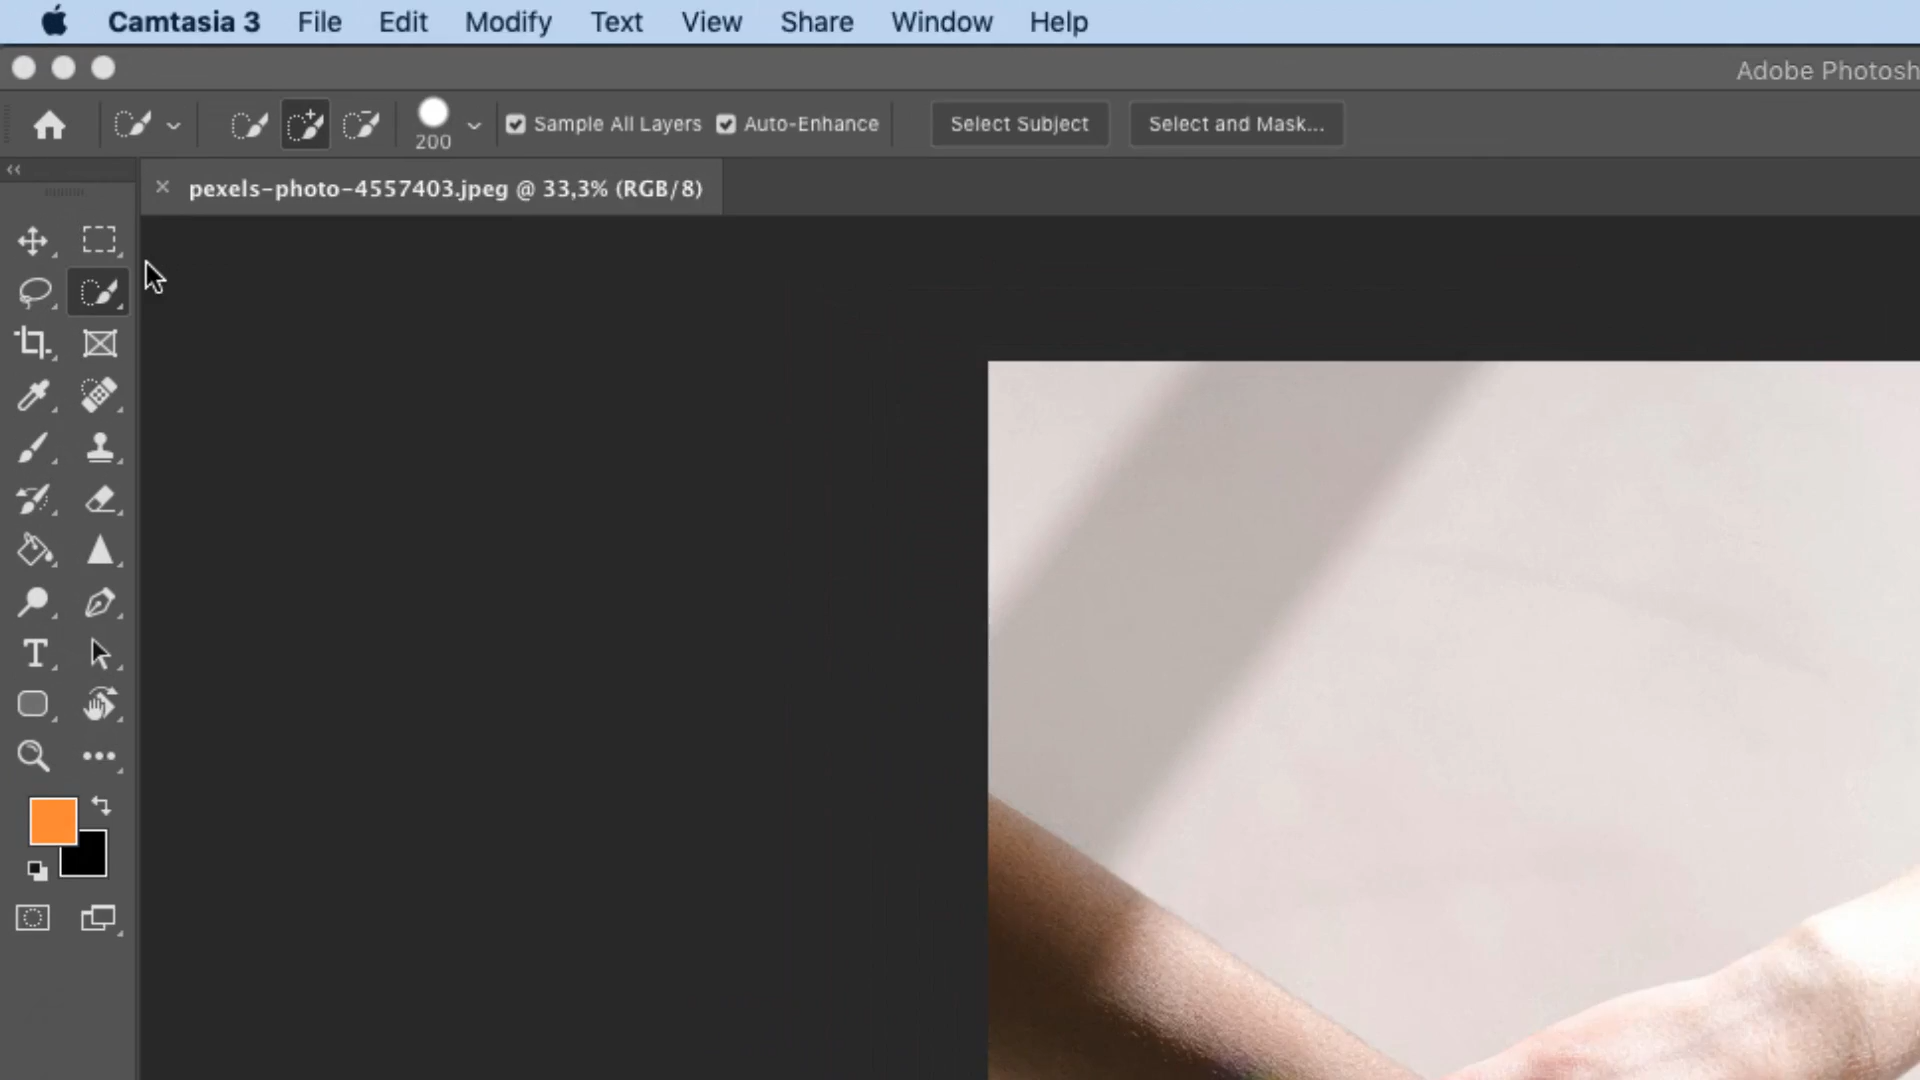 Camtasia 3 File Edit Modify Text View Share Window Help
Adobe Photosh
200 Sample All Layers Auto-Enhance Select Subject Select and Mask...
pexels-photo-4557403.jpeg @ 33,3% (RGB/8)